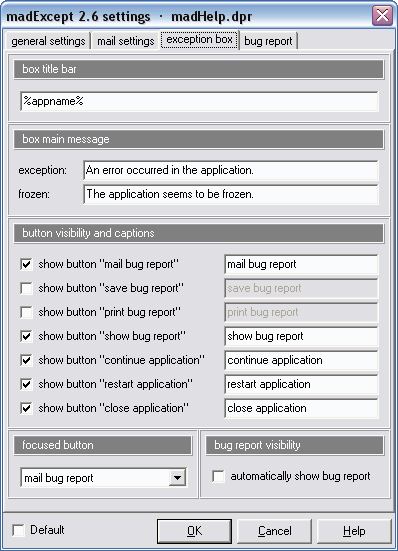 madExcept 2.6 settings · madHelp.dpr
general settings mail settings exception box bug report
box title bar
%appname%
box main message
exception: An error occurred in the application.
frozen: The application seems to be frozen.
button visibility and captions
show button "mail bug report" mail bug report
show button "save bug report" save bug report
show button "print bug report" print bug report
show button "show bug report" show bug report
show button "continue application" continue application
show button "restart application" restart application
show button "close application" close application
focused button bug report visibility
mail bug report automatically show bug report
Default OK Cancel Help